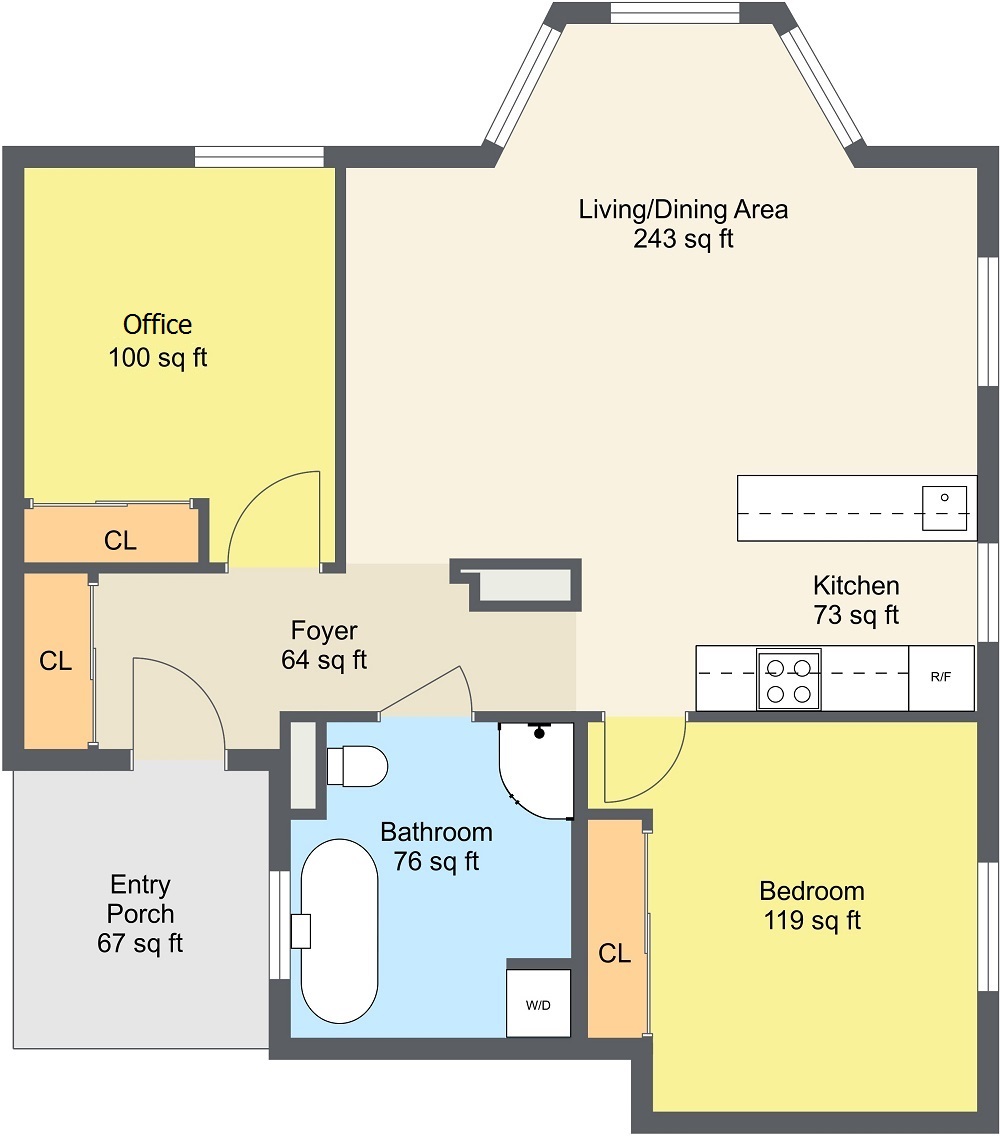 Living/Dining Area
243 sq ft
Office
100 sq ft
CL
Kitchen
73 sq ft
Foyer
64 sq ft
CL
R/F
Bathroom
76 sq ft
Entry
Porch
67 sq ft
Bedroom
119 sq ft
CL
W/D